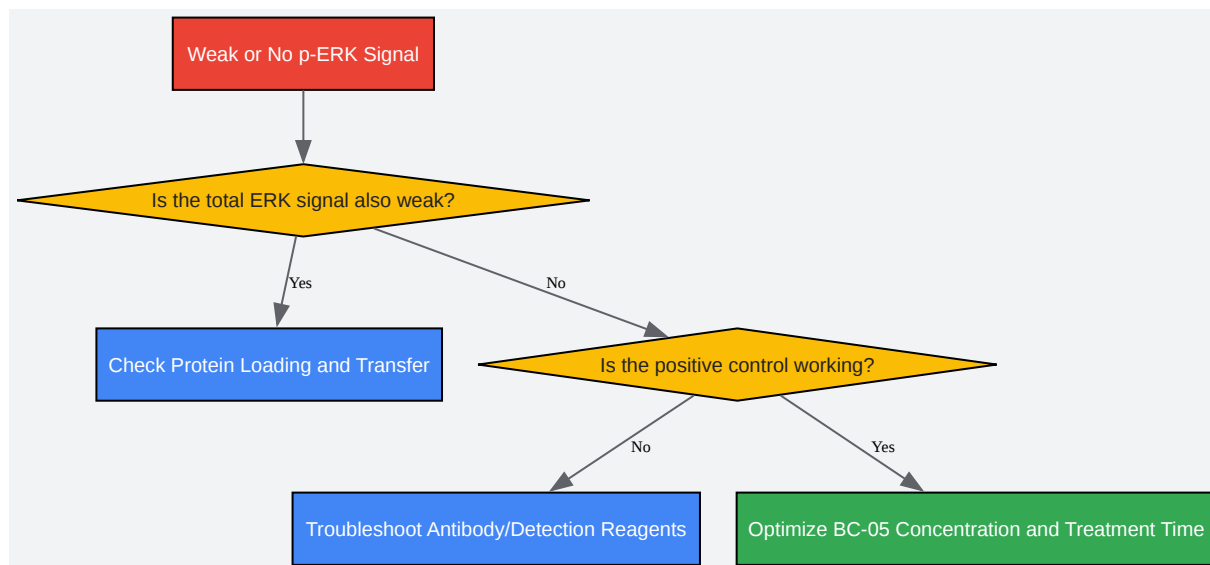 Weak or No p-ERK Signal
Is the total ERK signal also weak?
Yes
No
Check Protein Loading and Transfer
Is the positive control working?
No
Yes
Troubleshoot Antibody/Detection Reagents
Optimize BC-05 Concentration and Treatment Time